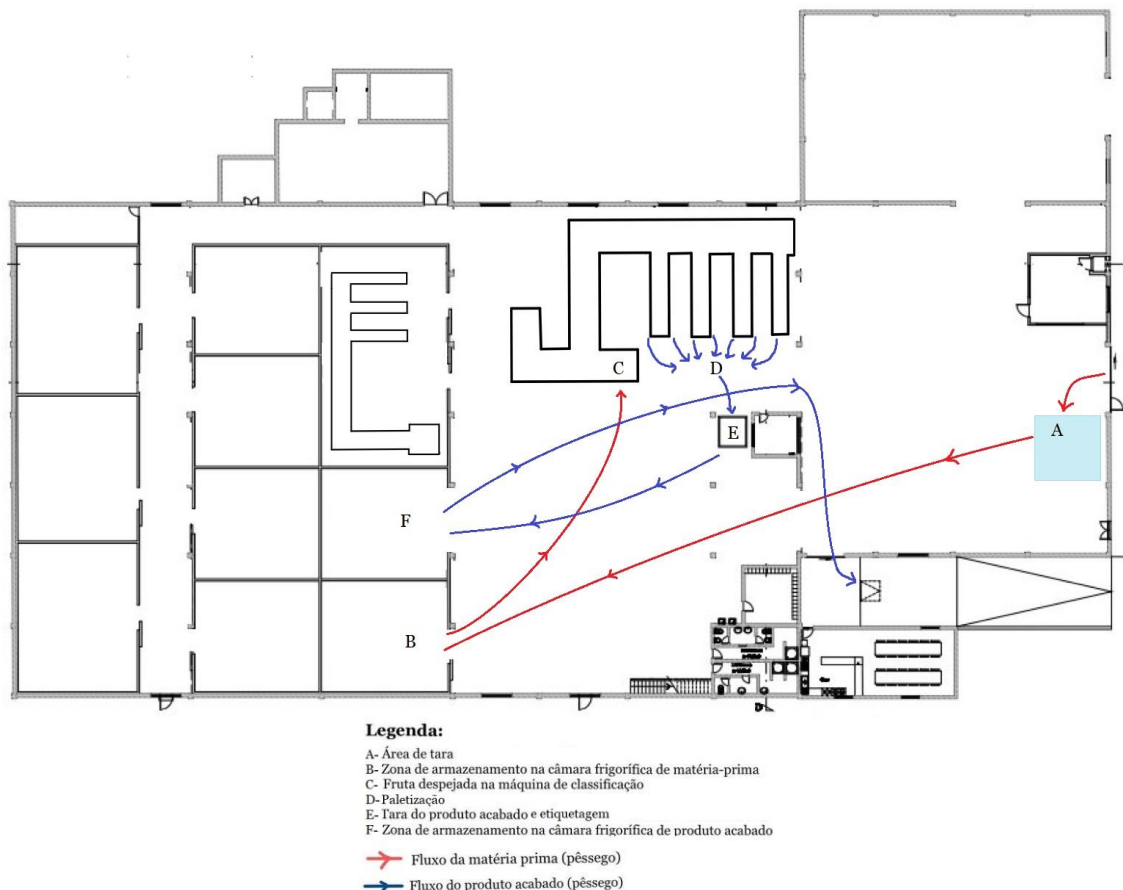 C
D
A
E
F
B
Legenda:
A- Área de tara
B- Zona de armazenamento na câmara frigorífica de matéria-prima
C- Fruta despejada na máquina de classificação
D- Paletização
E- Tara do produto acabado e etiquetagem
F- Zona de armazenamento na câmara frigorífica de produto acabado
Fluxo da matéria prima (pêssego)
Fluxo do produto acabado (pêssego)